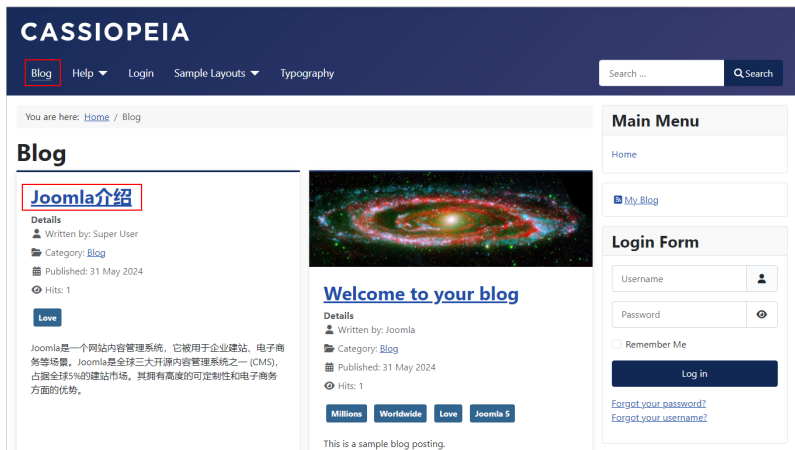 CASSIOPEIA
Blog Help Login Sample Layouts Typography
Search ... Search
You are here: Home / Blog
Blog
Joomla介绍
Details
Written by: Super User
Category: Blog
Published: 31 May 2024
Hits: 1
Love
Joomla是一个网站内容管理系统，它被用于企业建站、电子商
务等场景。Joomla是全球三大开源内容管理系统之一 (CMS),
占据全球5%的建站市场。其拥有高度的可定制性和电子商务
方面的优势。
Welcome to your blog
Details
Written by: Joomla
Category: Blog
Published: 31 May 2024
Hits: 1
Millions Worldwide Love Joomla 5
This is a sample blog posting.
Main Menu
Home
My Blog
Login Form
Username
Password
Remember Me
Log in
Forgot your password?
Forgot your username?